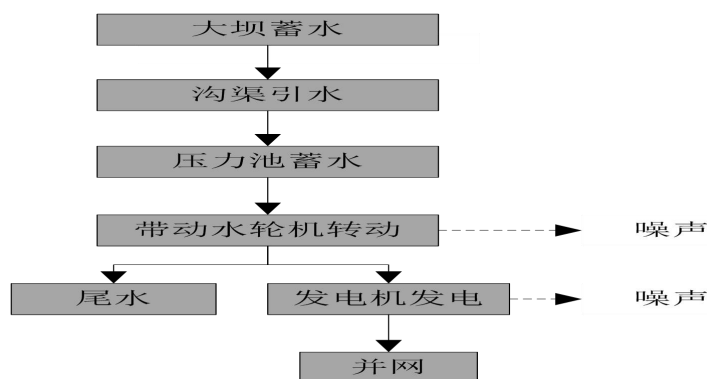 大坝蓄水
沟渠引水
压力池蓄水
带动水轮机转动
噪声
尾水
发电机发电
噪声
并网